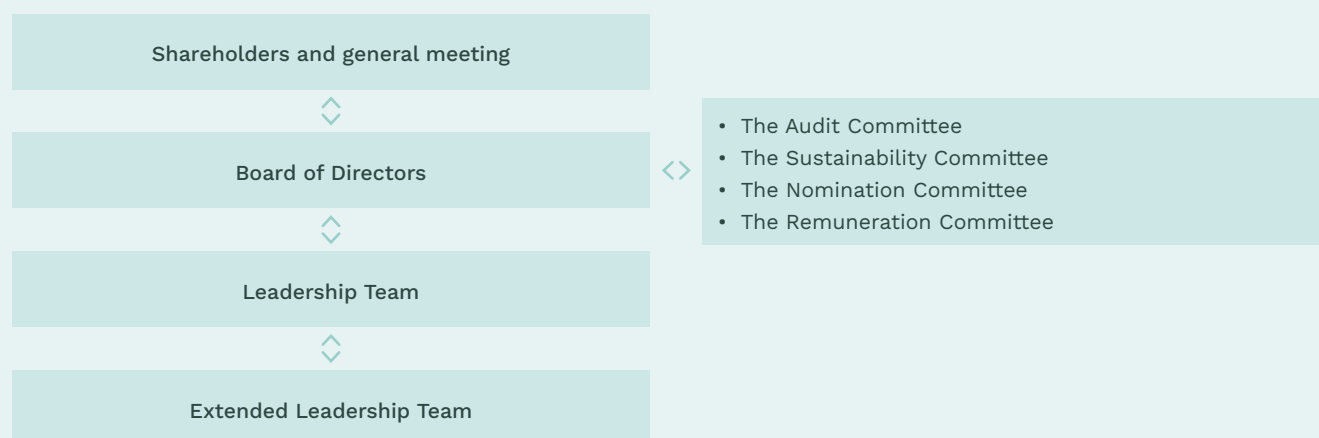 Shareholders and general meeting
Board of Directors
• The Audit Committee
• The Sustainability Committee
• The Nomination Committee
• The Remuneration Committee
Leadership Team
Extended Leadership Team